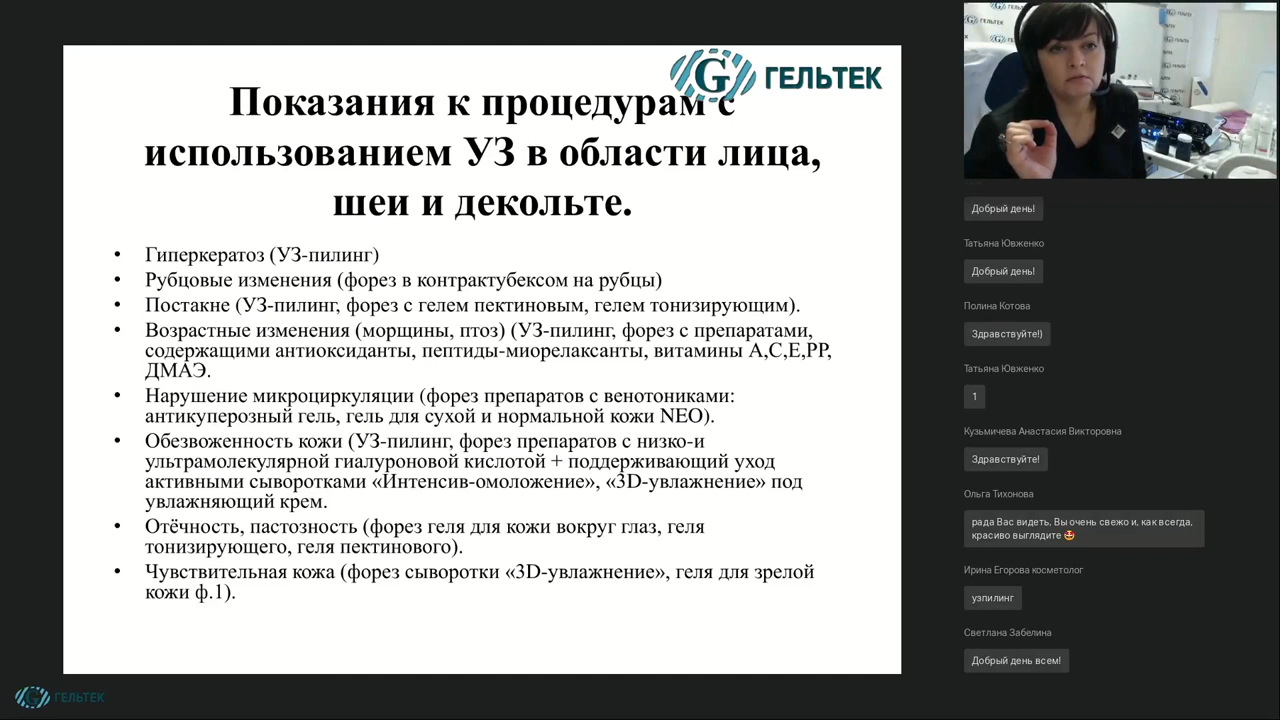 ГЕЛЬТЕК
Показания к процедурам с
использованием УЗ в области лица,
шеи и декольте.
• Гиперкератоз (УЗ-пилинг)
• Рубцовые изменения (форез в контрактубексом на рубцы)
• Постакне (УЗ-пилинг, форез с гелем пектиновым, гелем тонизирующим).
• Возрастные изменения (морщины, птоз) (УЗ-пилинг, форез с препаратами,
содержащими антиоксиданты, пептиды-миорелаксанты, витамины А,С,Е,РР,
ДМАЭ.
• Нарушение микроциркуляции (форез препаратов с венотониками:
антикуперозный гель, гель для сухой и нормальной кожи NEO).
• Обезвоженность кожи (УЗ-пилинг, форез препаратов с низко-и
ультрамолекулярной гиалуроновой кислотой + поддерживающий уход
активными сыворотками «Интенсив-омоложение», «3D-увлажнение» под
увлажняющий крем.
• Отёчность, пастозность (форез геля для кожи вокруг глаз, геля
тонизирующего, геля пектинового).
• Чувствительная кожа (форез сыворотки «3D-увлажнение», геля для зрелой
кожи ф.1).
ГЕЛЬТЕК
ГЕЛЬТЕК
Добрый день!
Татьяна Ювженко
Добрый день!
Полина Котова
Здравствуйте!)
Татьяна Ювженко
1
Кузьмичева Анастасия Викторовна
Здравствуйте!
Ольга Тихонова
рада Вас видеть, Вы очень свежо и, как всегда,
красиво выглядите 🤩
Ирина Егорова косметолог
узпилинг
Светлана Забелина
Добрый день всем!